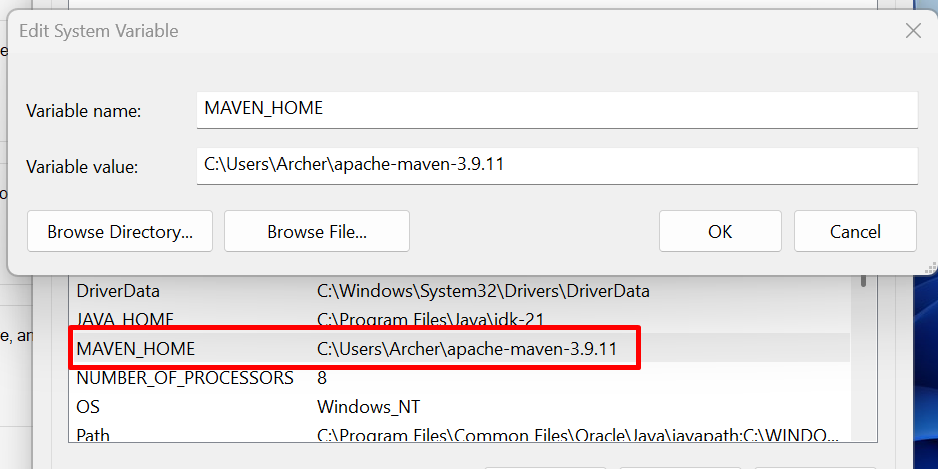 Edit System Variable
Variable name: MAVEN_HOME
Variable value: C:\Users\Archer\apache-maven-3.9.11
Browse Directory... Browse File... OK Cancel
DriverData C:\Windows\System32\Drivers\DriverData
JAVA_HOME C:\Program Files\Java\jdk-21
MAVEN_HOME C:\Users\Archer\apache-maven-3.9.11
NUMBER_OF_PROCESSORS 8
OS Windows_NT
Path C:\Program Files\Common Files\Oracle\Java\javapath;C:\WINDO...